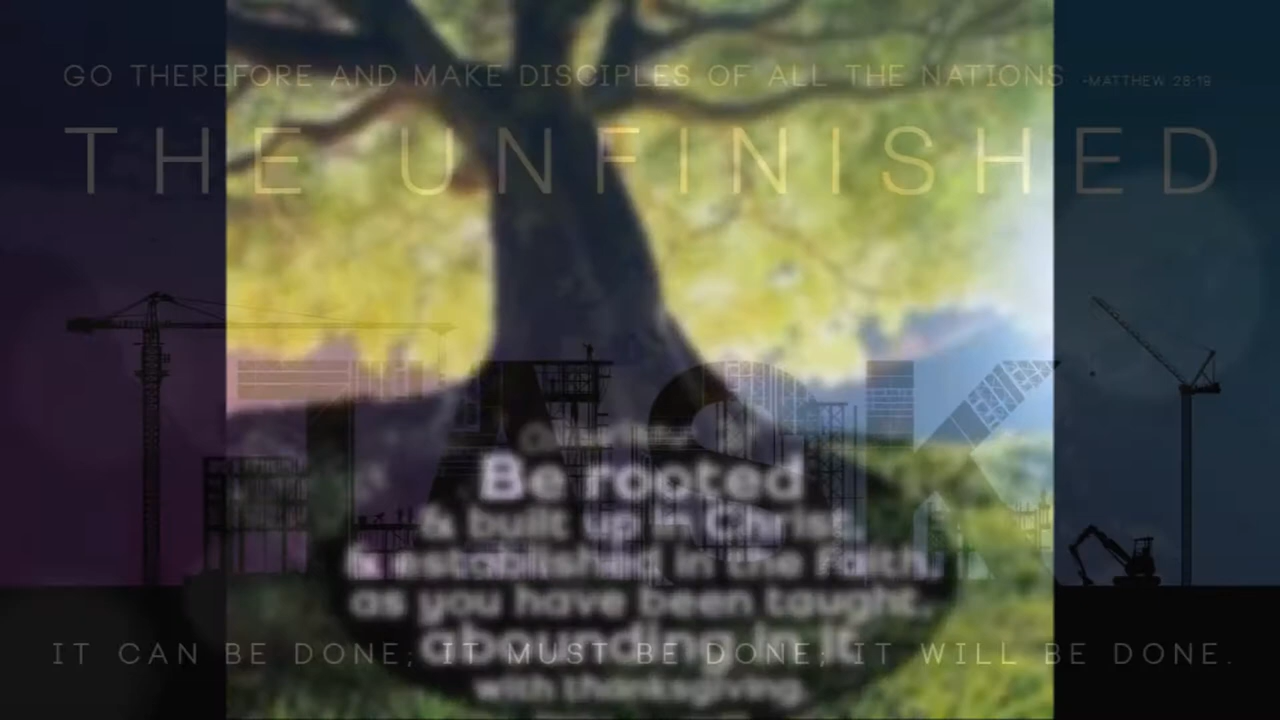 GO THEREFORE AND MAKE DISCIPLES OF ALL THE NATIONS -MATTHEW 28:19
THE UNFINISHED
TASK
Be rooted
& built up in Christ,
& established in the Faith,
as you have been taught,
abounding in it
with thanksgiving.
IT CAN BE DONE; IT MUST BE DONE; IT WILL BE DONE.